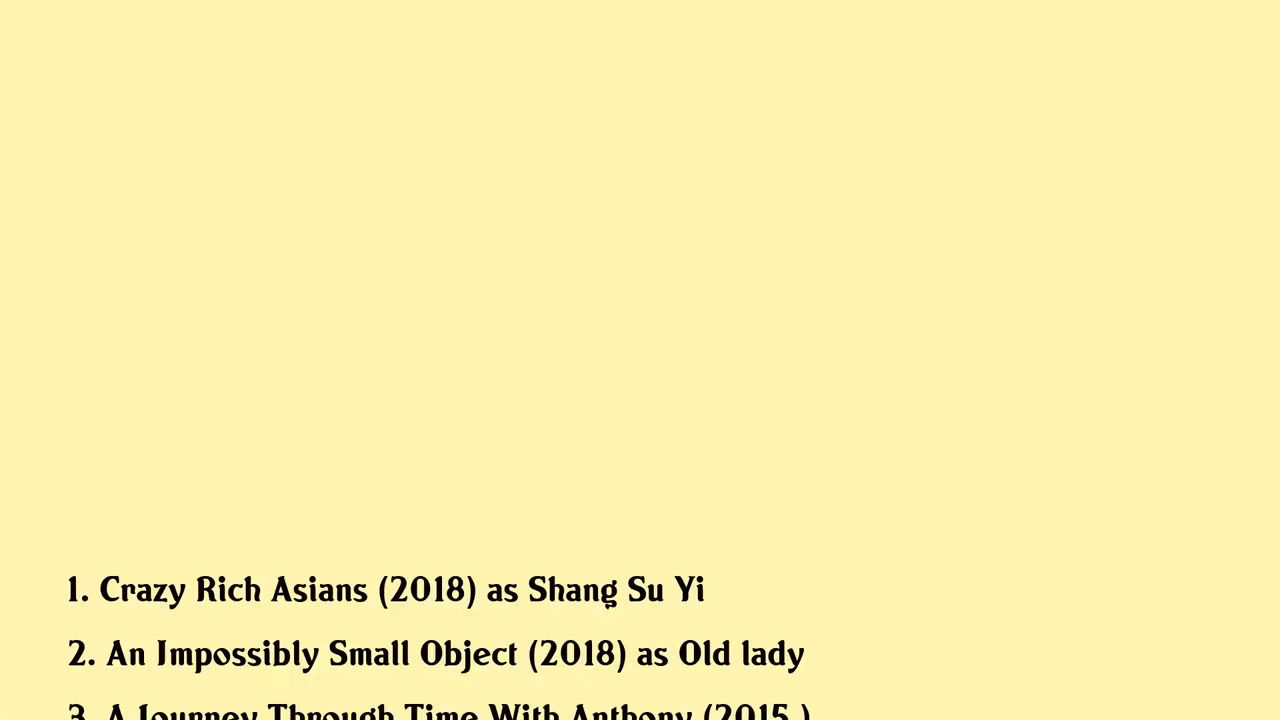 1. Crazy Rich Asians (2018) as Shang Su Yi
2. An Impossibly Small Object (2018) as Old lady
3. A Journey Through Time With Anthony (2015 )